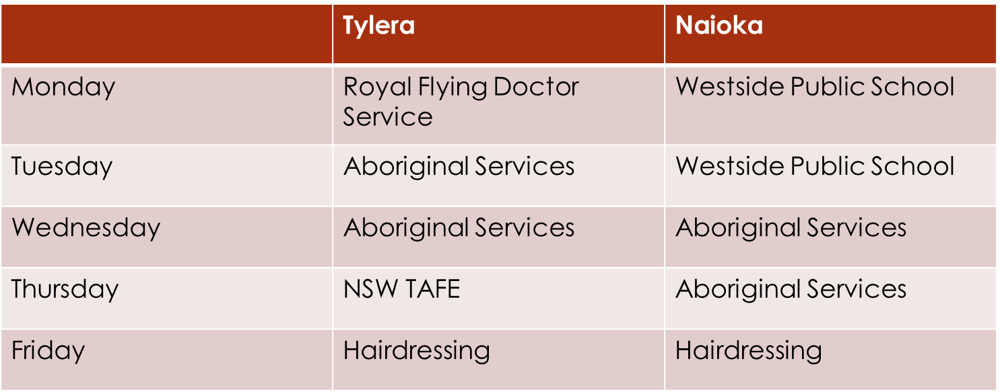 Tylera Naioka
Monday Royal Flying Doctor Westside Public School
Service
Tuesday Aboriginal Services Westside Public School
Wednesday Aboriginal Services Aboriginal Services
Thursday NSW TAFE Aboriginal Services
Friday Hairdressing Hairdressing